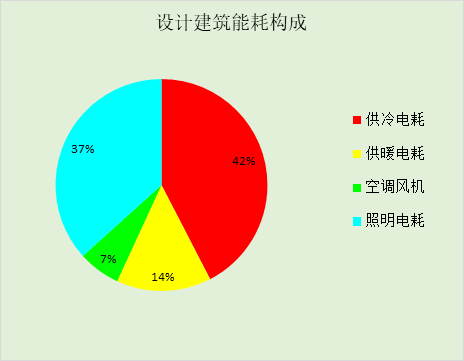 设计建筑能耗构成
37%
42%
7%
14%
供冷电耗
供暖电耗
空调风机
照明电耗